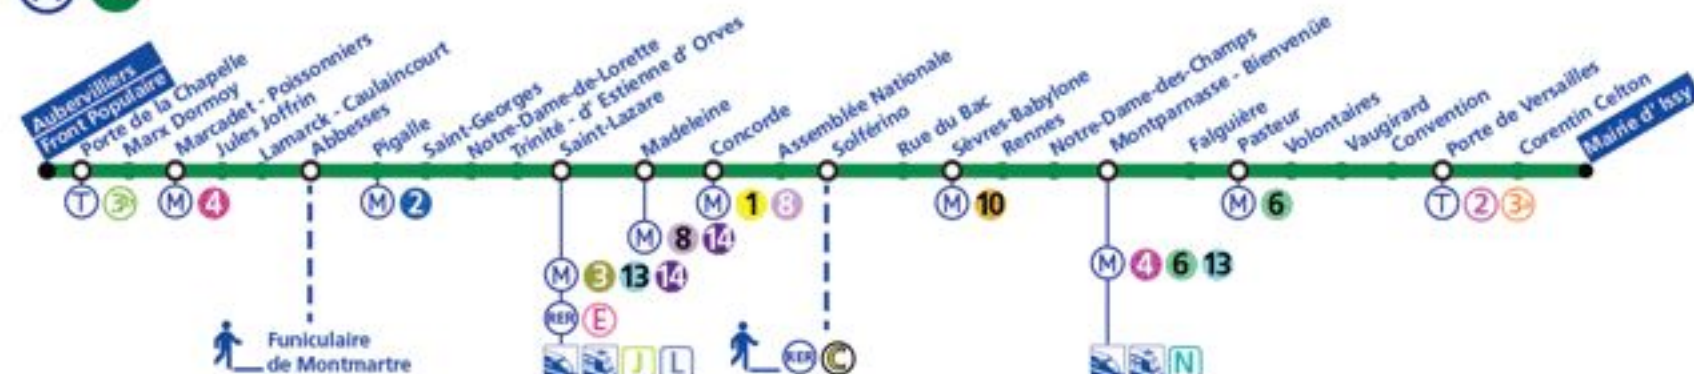 Aubervilliers
Front Populaire
Porte de la Chapelle
Marx Dormoy
Marcadet - Poissonniers
Jules Joffrin
Lamarck - Caulaincourt
Abbesses
Pigalle
Saint-Georges
Notre-Dame-de-Lorette
Trinité - d' Estienne d' Orves
Saint-Lazare
Madeleine
Concorde
Assemblée Nationale
Solférino
Rue du Bac
Sèvres-Babylone
Rennes
Notre-Dame-des-Champs
Montparnasse - Bienvenüe
Falguière
Pasteur
Volontaires
Vaugirard
Convention
Porte de Versailles
Corentin Celton
Mairie d' Issy
T 3b
M 4
M 2
M 1 8
M 10
M 6
T 2 3a
M 8 14
M 3 13 14
M 4 6 13
RER E
Funiculaire
de Montmartre
J L
RER C
N